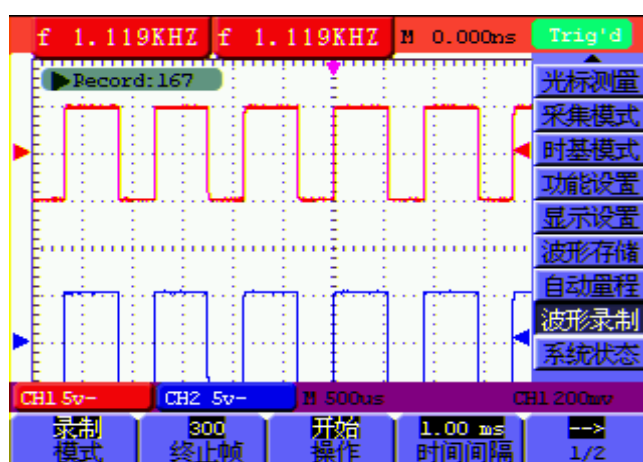 f 1.119KHZ f 1.119KHZ M 0.000ns Trig'd
Record:167
光标测量
采集模式
时基模式
功能设置
显示设置
波形存储
自动量程
波形录制
系统状态
CH1 5v- CH2 5v- M 500us CH1 200mv
录制 300 开始 1.00 ms -->
模式 终止帧 操作 时间间隔 1/2